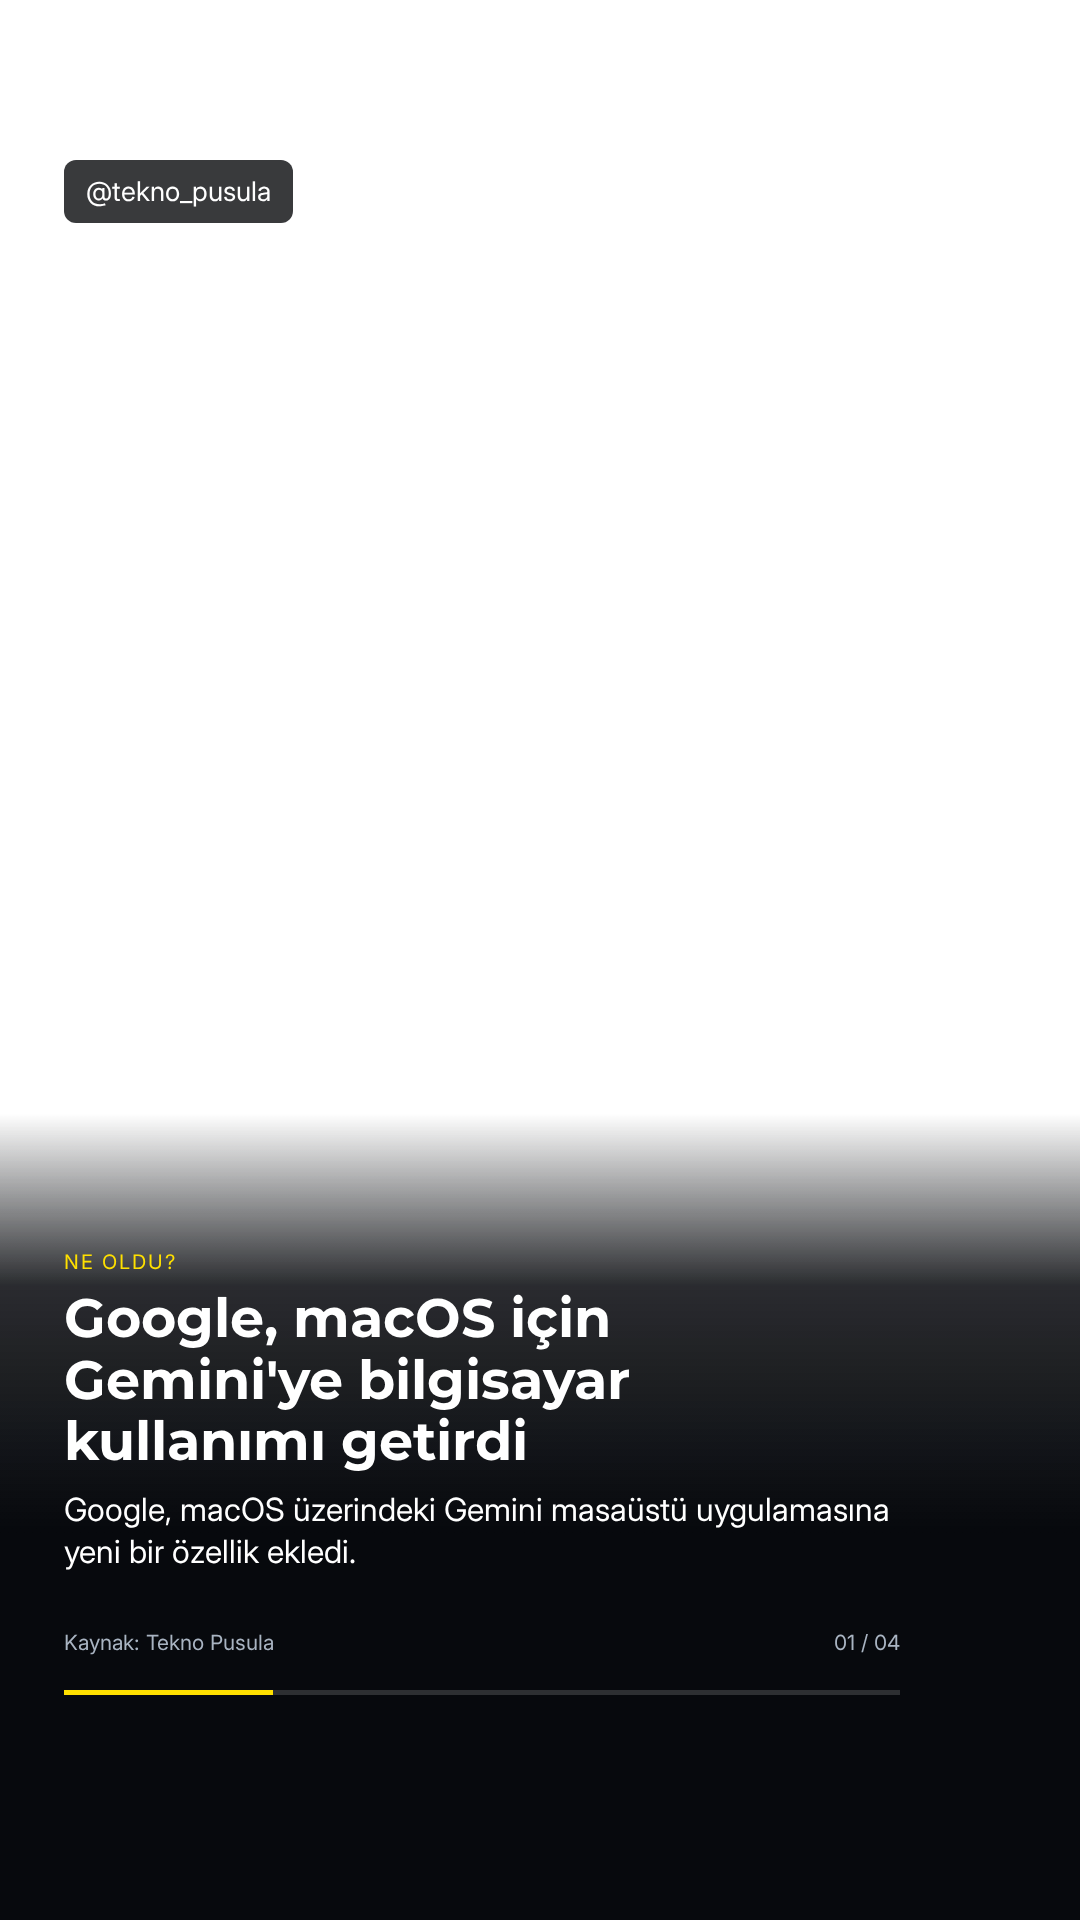 @tekno_pusula
NE OLDU?
Google, macOS için
Gemini'ye bilgisayar
kullanımı getirdi
Google, macOS üzerindeki Gemini masaüstü uygulamasına
yeni bir özellik ekledi.
Kaynak: Tekno Pusula
01 / 04